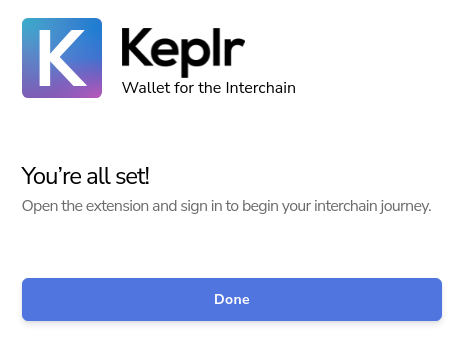 K
Keplr
Wallet for the Interchain
You’re all set!
Open the extension and sign in to begin your interchain journey.
Done